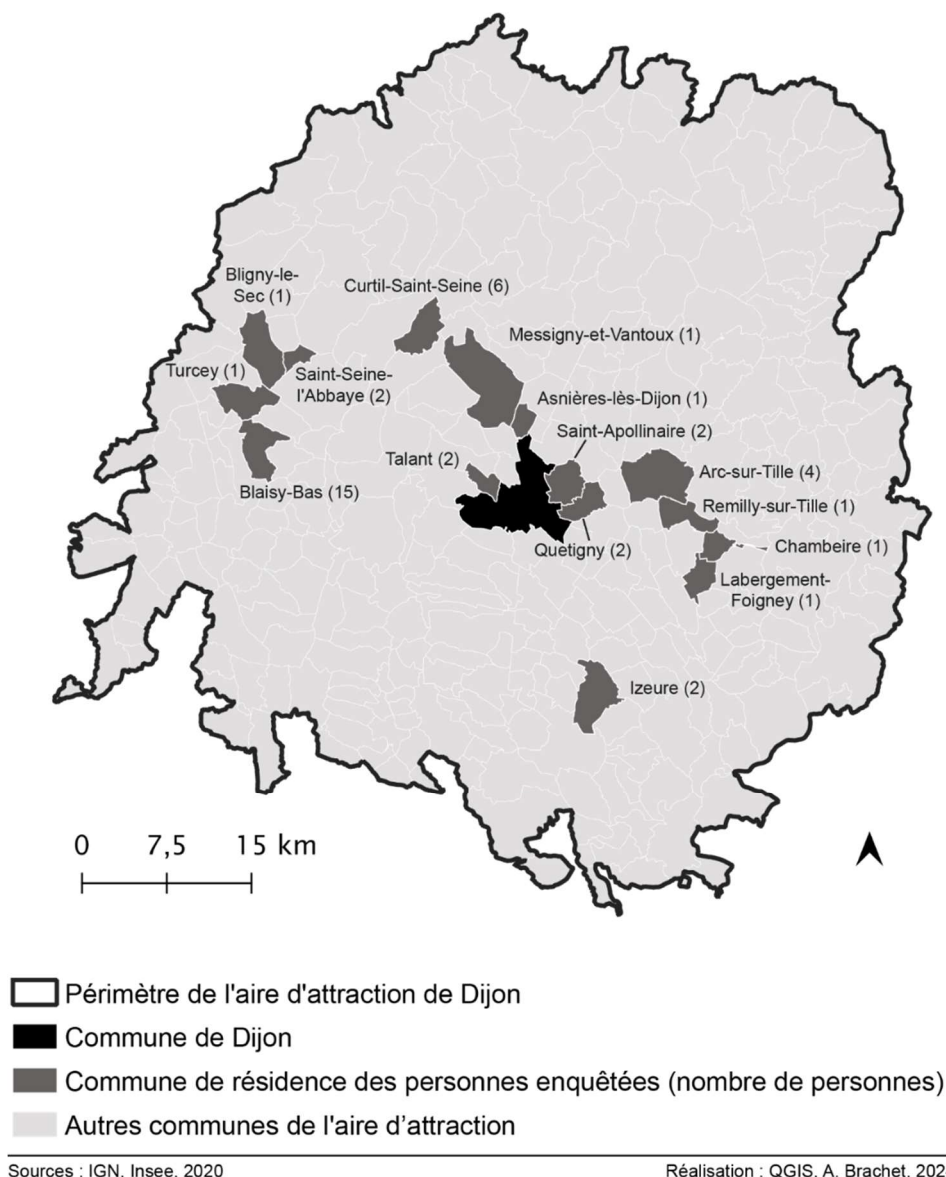 Bligny-le-
Sec (1)
Curtil-Saint-Seine (6)
Messigny-et-Vantoux (1)
Turcey (1)
Saint-Seine-
l'Abbaye (2)
Asnières-lès-Dijon (1)
Saint-Apollinaire (2)
Talant (2)
Arc-sur-Tille (4)
Blaisy-Bas (15)
Remilly-sur-Tille (1)
Quetigny (2)
Chambeire (1)
Labergement-
Foigney (1)
Izeure (2)
0 7,5 15 km
Périmètre de l'aire d'attraction de Dijon
Commune de Dijon
Commune de résidence des personnes enquêtées (nombre de personnes)
Autres communes de l'aire d'attraction
Sources : IGN, Insee, 2020
Réalisation : QGIS, A. Brachet, 202